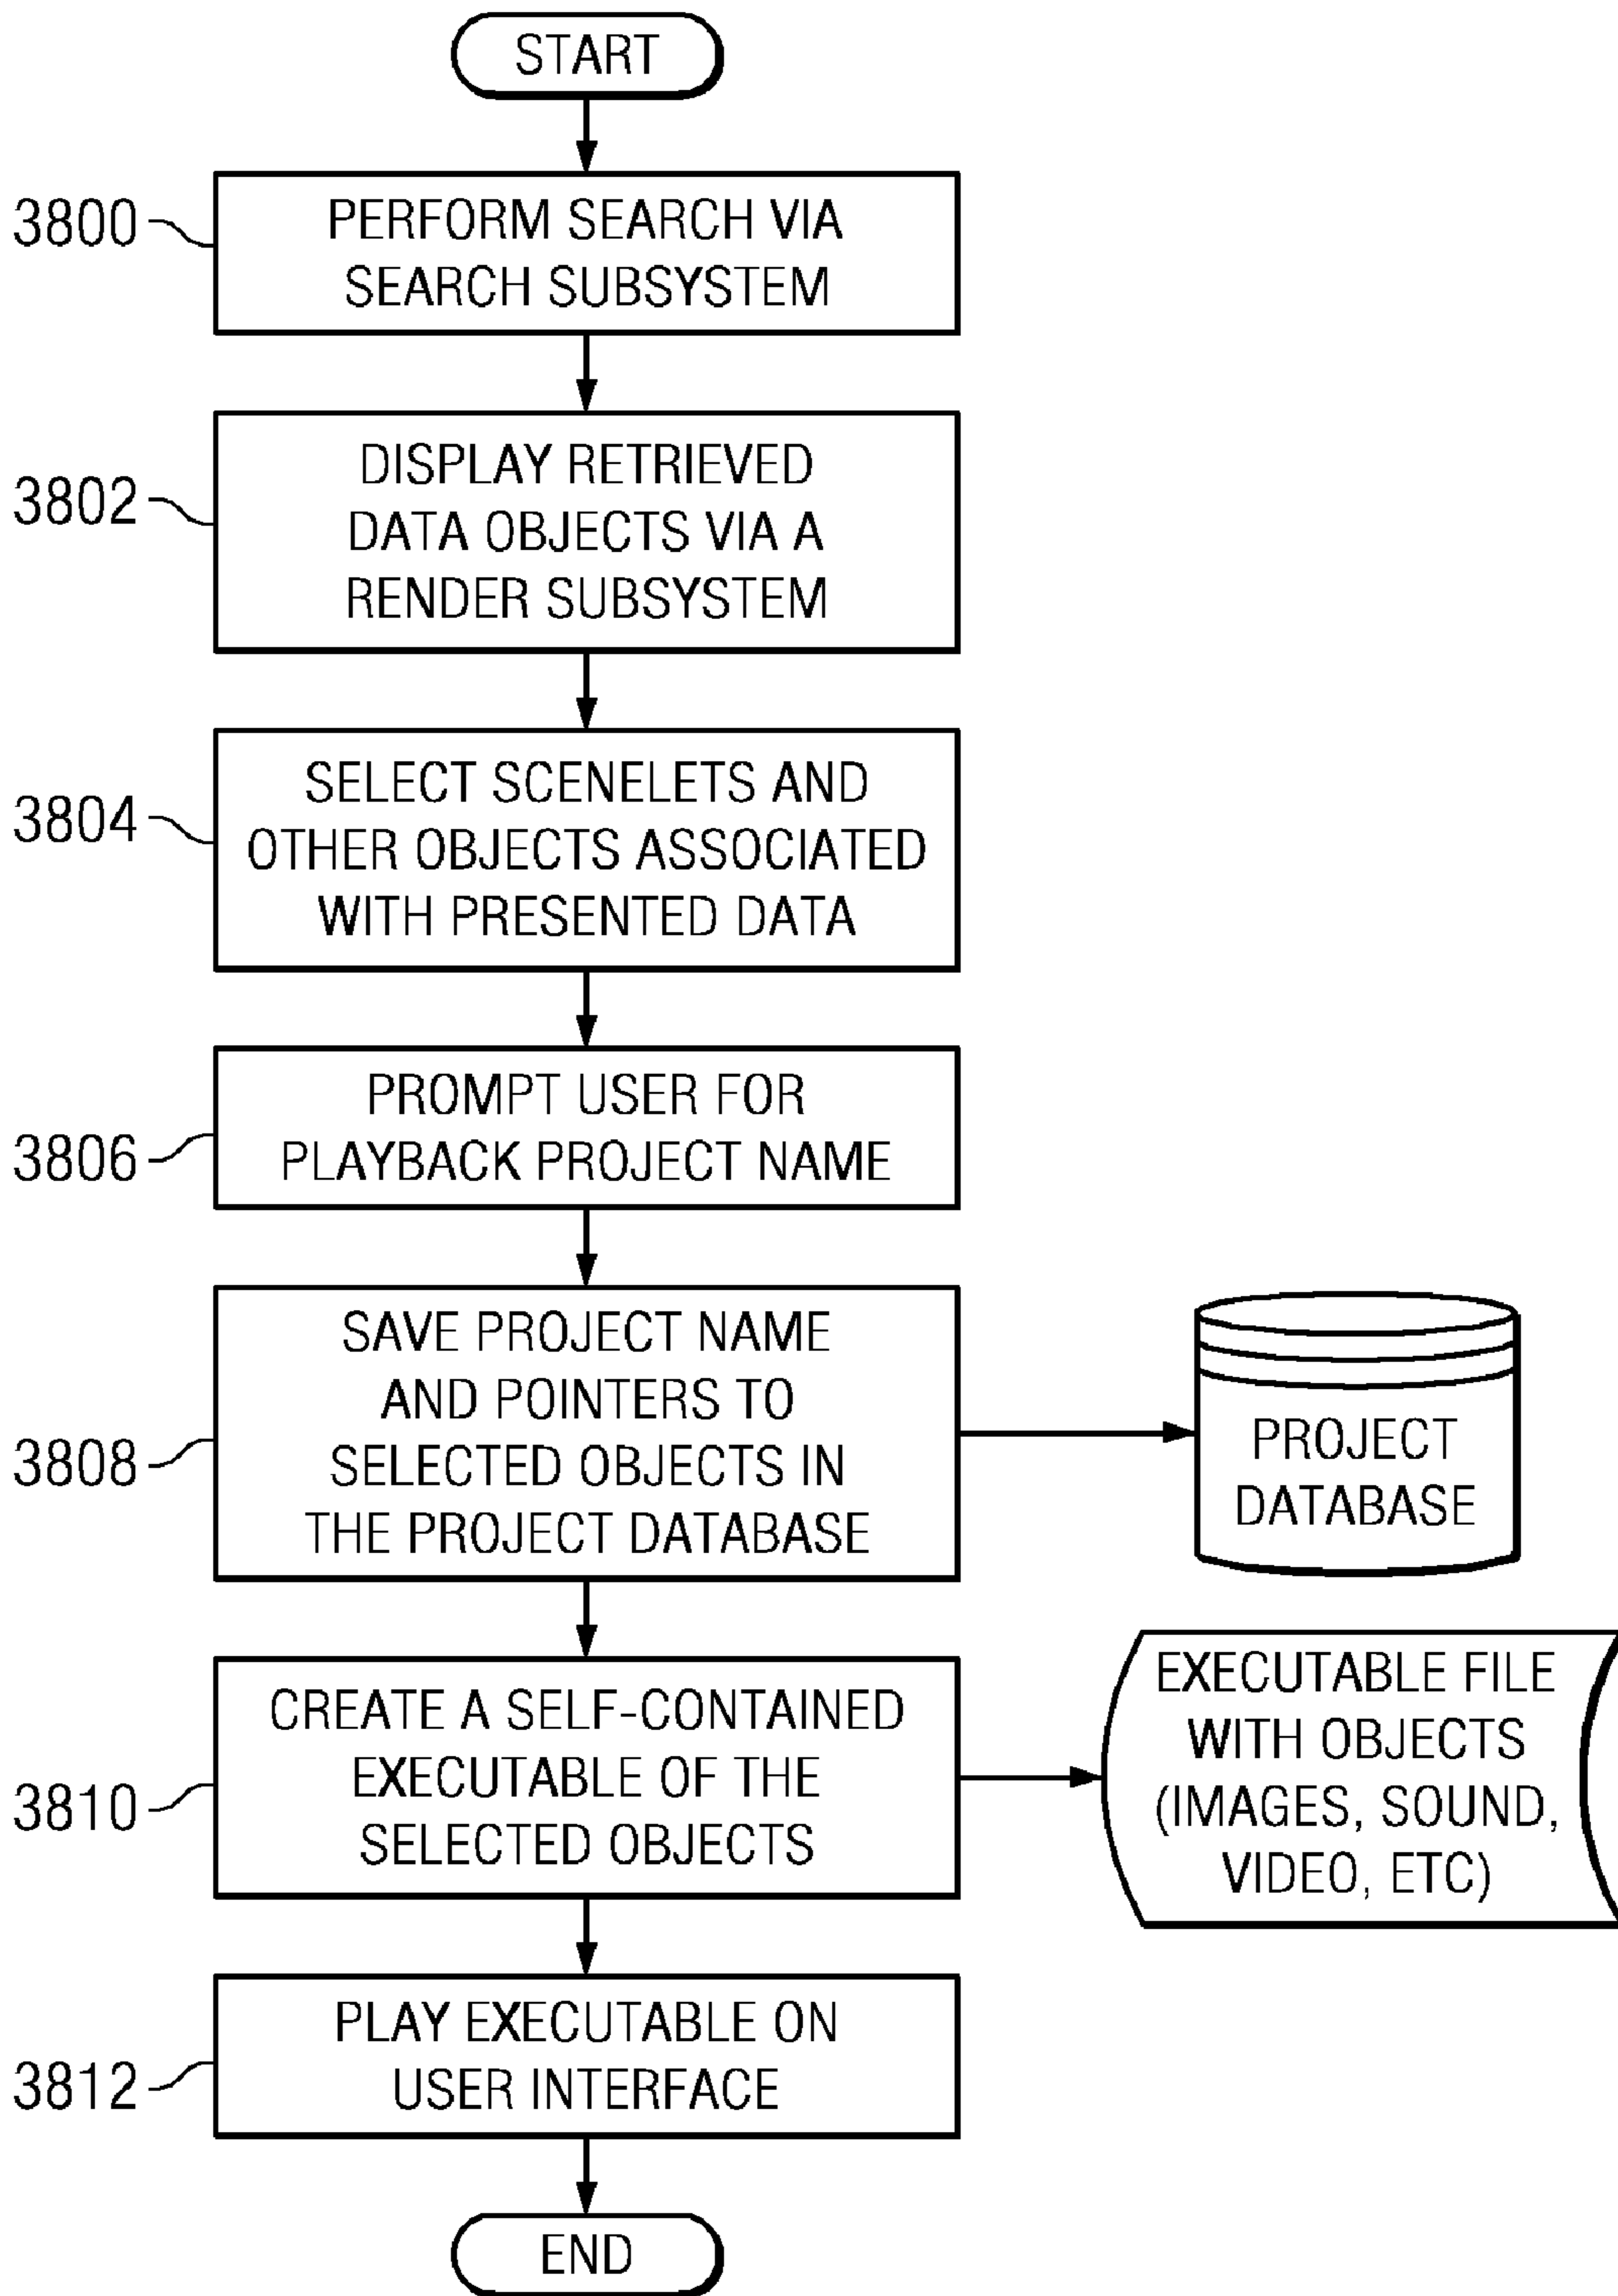 START
3800
PERFORM SEARCH VIA
SEARCH SUBSYSTEM
3802
DISPLAY RETRIEVED
DATA OBJECTS VIA A
RENDER SUBSYSTEM
3804
SELECT SCENELETS AND
OTHER OBJECTS ASSOCIATED
WITH PRESENTED DATA
3806
PROMPT USER FOR
PLAYBACK PROJECT NAME
3808
SAVE PROJECT NAME
AND POINTERS TO
SELECTED OBJECTS IN
THE PROJECT DATABASE
PROJECT
DATABASE
3810
CREATE A SELF-CONTAINED
EXECUTABLE OF THE
SELECTED OBJECTS
EXECUTABLE FILE
WITH OBJECTS
(IMAGES, SOUND,
VIDEO, ETC)
3812
PLAY EXECUTABLE ON
USER INTERFACE
END